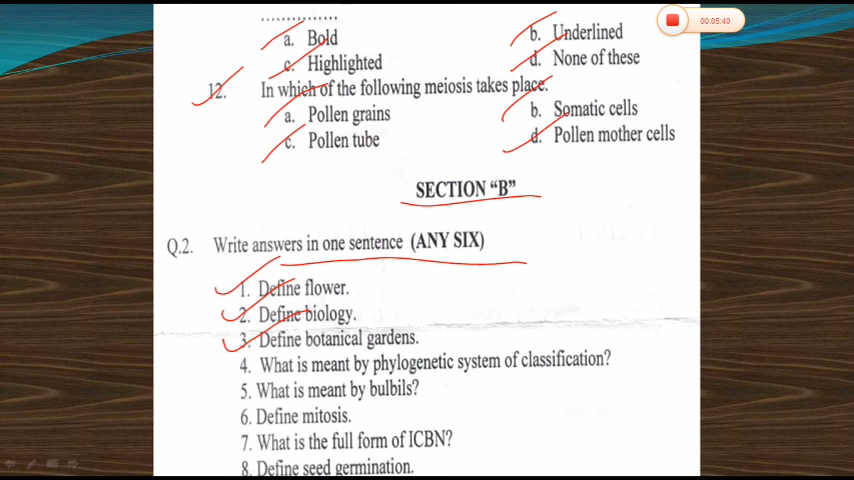 ..............
a. Bold
b. Underlined
c. Highlighted
d. None of these
12. In which of the following meiosis takes place.
a. Pollen grains
b. Somatic cells
c. Pollen tube
d. Pollen mother cells
SECTION “B”
Q.2. Write answers in one sentence (ANY SIX)
1. Define flower.
2. Define biology.
3. Define botanical gardens.
4. What is meant by phylogenetic system of classification?
5. What is meant by bulbils?
6. Define mitosis.
7. What is the full form of ICBN?
8. Define seed germination.
00:05:40